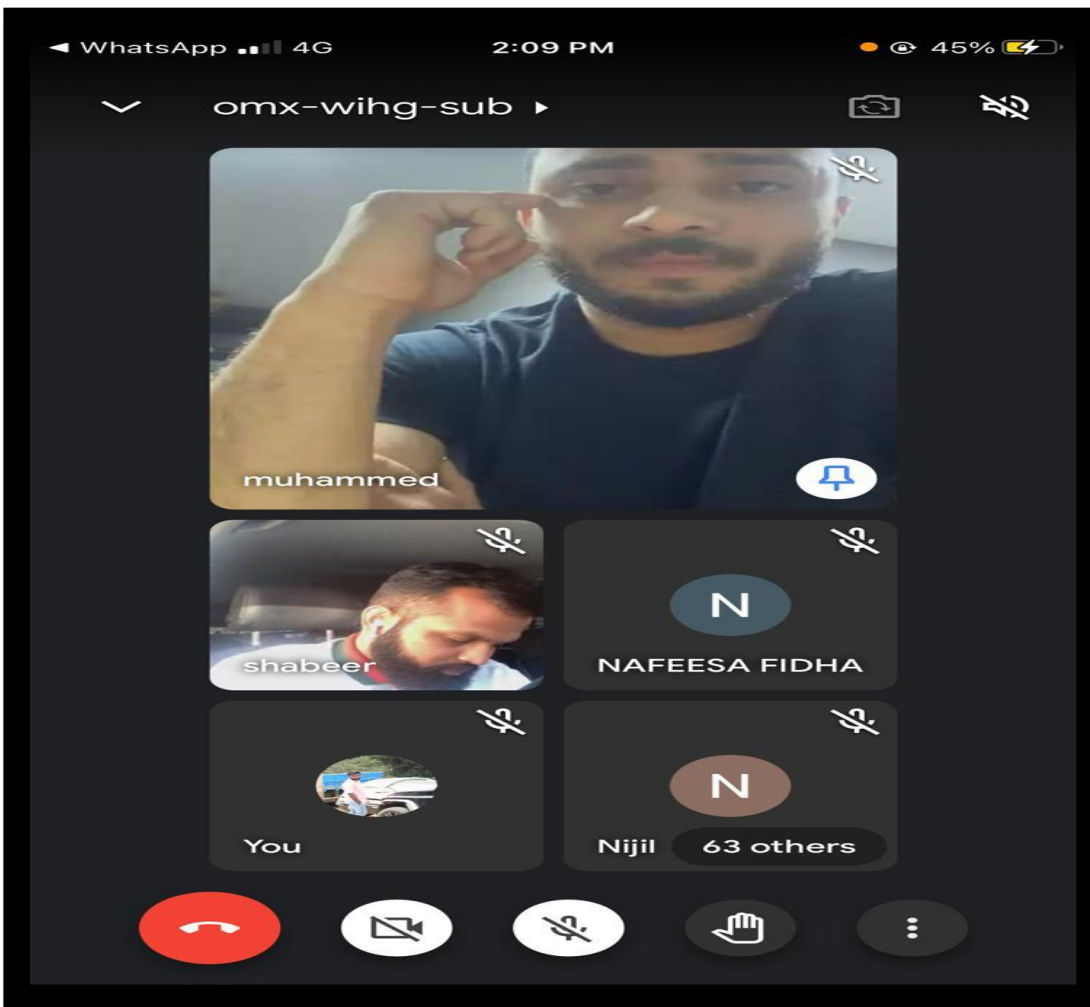 ◀ WhatsApp 4G 2:09 PM 45%
omx-wihg-sub ▸
muhammed
shabeer
N
NAFEESA FIDHA
You
N
Nijil 63 others